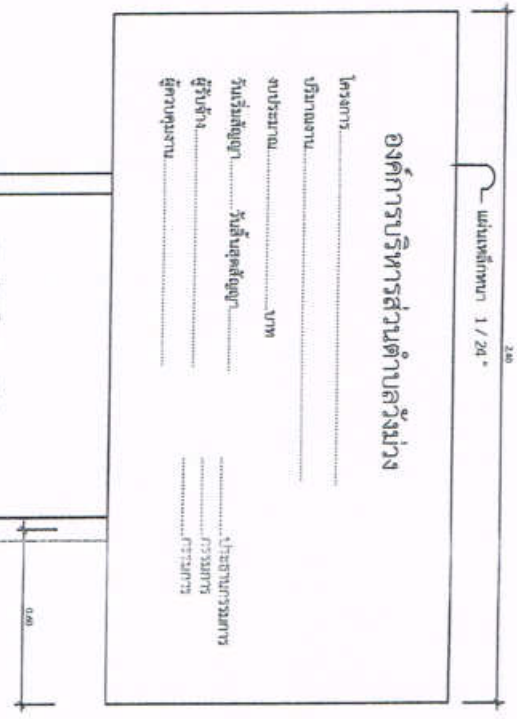 2.40
แผ่นเหล็กหนา 1 / 24 "
องค์การบริหารส่วนตำบลวังม่วง
โครงการ........................................
ปริมาณงาน........................................
งบประมาณ....................บาท
วันเริ่มสัญญา..............วันสิ้นสุดสัญญา..............
ผู้รับจ้าง........................................
ผู้ควบคุมงาน........................................
....................ประธานกรรมการ
....................กรรมการ
....................กรรมการ
0.60